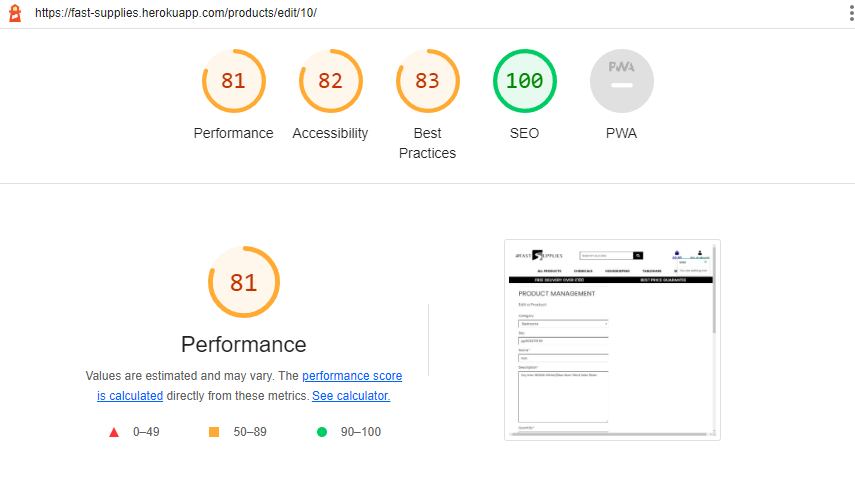 https://fast-supplies.herokuapp.com/products/edit/10/
81
82
83
100
PWA
Performance
Accessibility
Best
Practices
SEO
PWA
81
Performance
Values are estimated and may vary. The performance score
is calculated directly from these metrics. See calculator.
0–49
50–89
90–100
FAST SUPPLIES
ALL PRODUCTS
CHEMICALS
TABLEWARE
FREE DELIVERY OVER £100
BEST PRICE GUARANTEE
PRODUCT MANAGEMENT
Edit a Product
Category
Name*
Description*
Quantity*